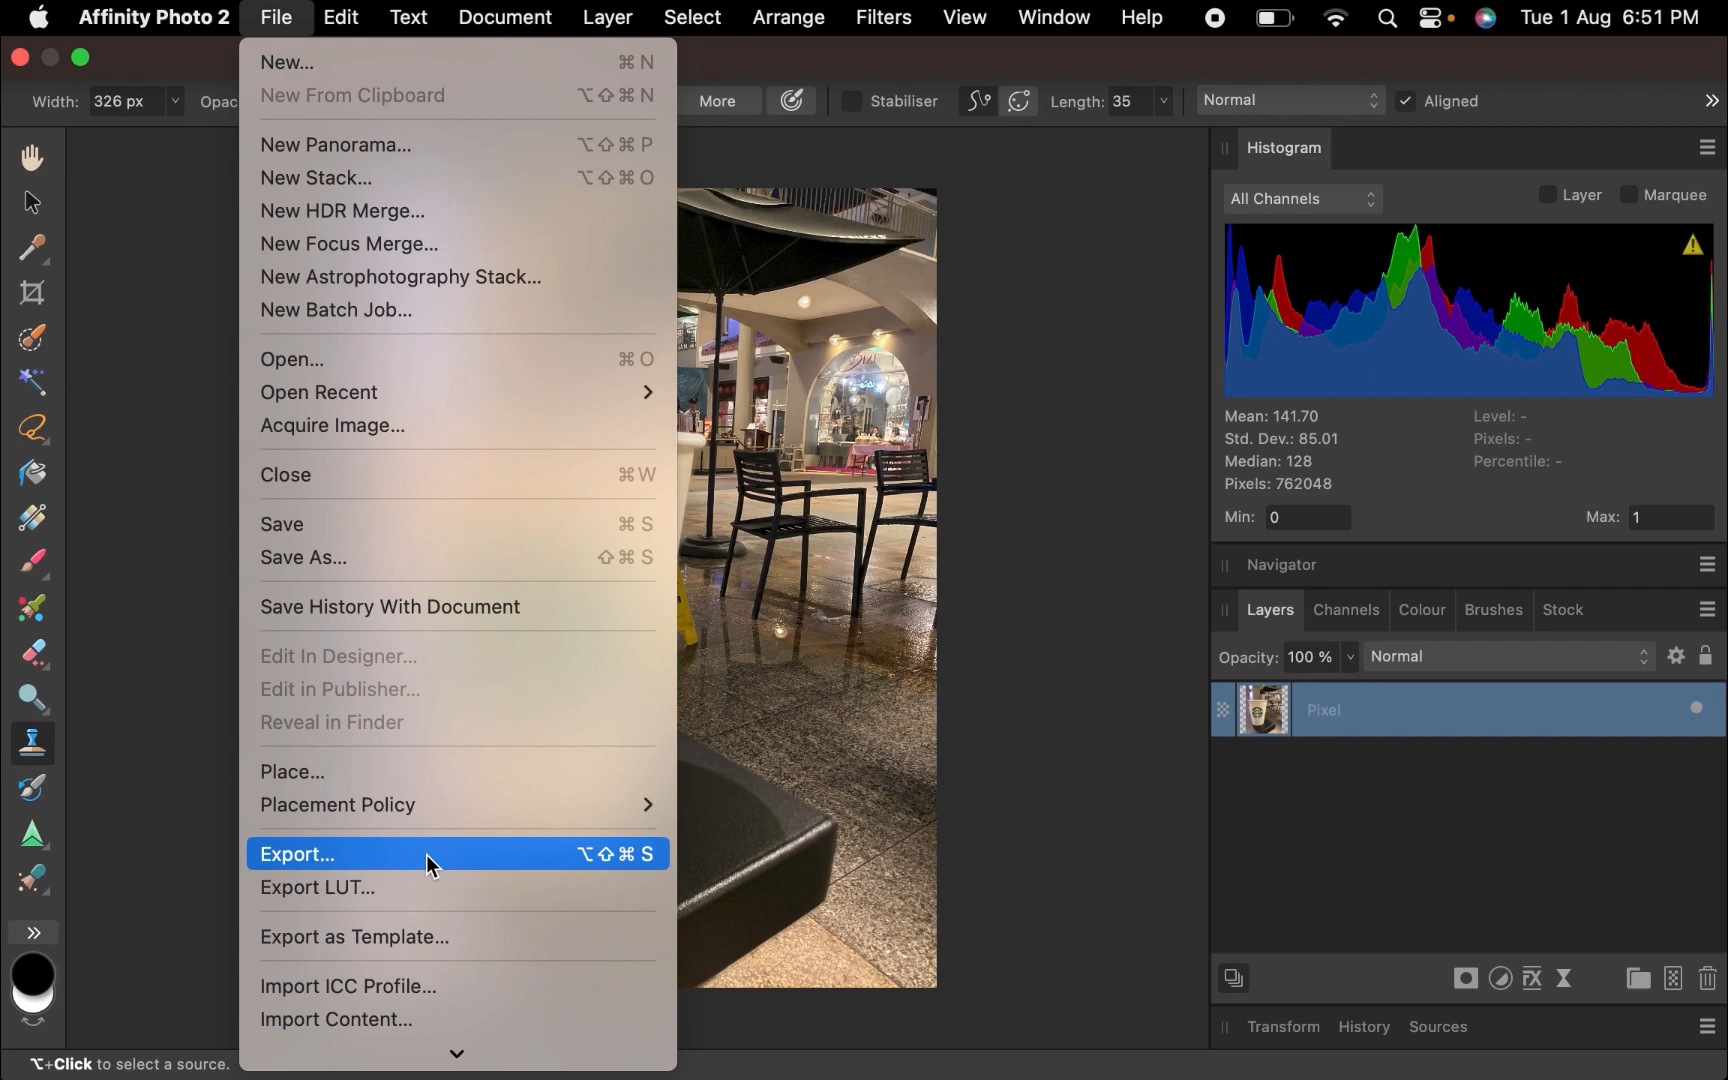 Affinity Photo 2 File Edit Text Document Layer Select Arrange Filters View Window Help Tue 1 Aug 6:51 PM
Width: 326 px Opac More Stabiliser Length: 35 Normal Aligned
New... ⌘ N
New From Clipboard ⌥⇧⌘ N
New Panorama... ⌥⇧⌘ P
New Stack... ⌥⇧⌘ O
New HDR Merge...
New Focus Merge...
New Astrophotography Stack...
New Batch Job...
Open... ⌘ O
Open Recent
Acquire Image...
Close ⌘ W
Save ⌘ S
Save As... ⇧⌘ S
Save History With Document
Edit In Designer...
Edit in Publisher...
Reveal in Finder
Place...
Placement Policy
Export... ⌥⇧⌘ S
Export LUT...
Export as Template...
Import ICC Profile...
Import Content...
Histogram
All Channels Layer Marquee
Mean: 141.70 Level: -
Std. Dev.: 85.01 Pixels: -
Median: 128 Percentile: -
Pixels: 762048
Min: 0 Max: 1
Navigator
Layers Channels Colour Brushes Stock
Opacity: 100 % Normal
Pixel
Transform History Sources
⌥+Click to select a source.